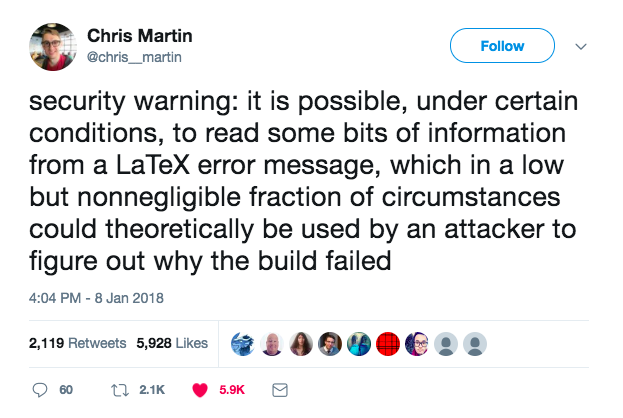 Chris Martin
@chris__martin
Follow
security warning: it is possible, under certain
conditions, to read some bits of information
from a LaTeX error message, which in a low
but nonnegligible fraction of circumstances
could theoretically be used by an attacker to
figure out why the build failed
4:04 PM - 8 Jan 2018
2,119 Retweets 5,928 Likes
60 2.1K 5.9K